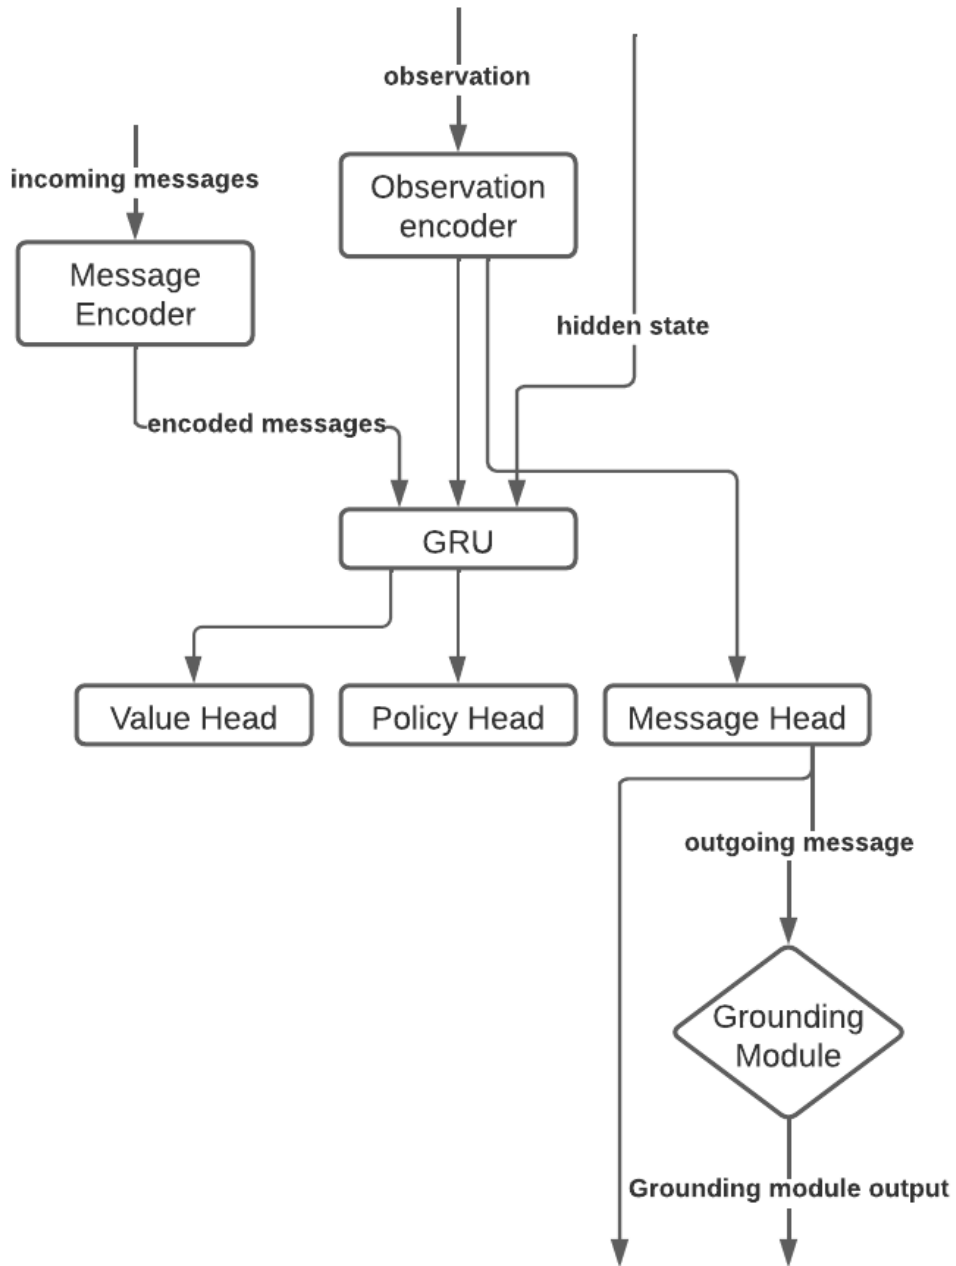 observation
incoming messages
Observation
encoder
Message
Encoder
hidden state
encoded messages
GRU
Value Head
Policy Head
Message Head
outgoing message
Grounding
Module
Grounding module output